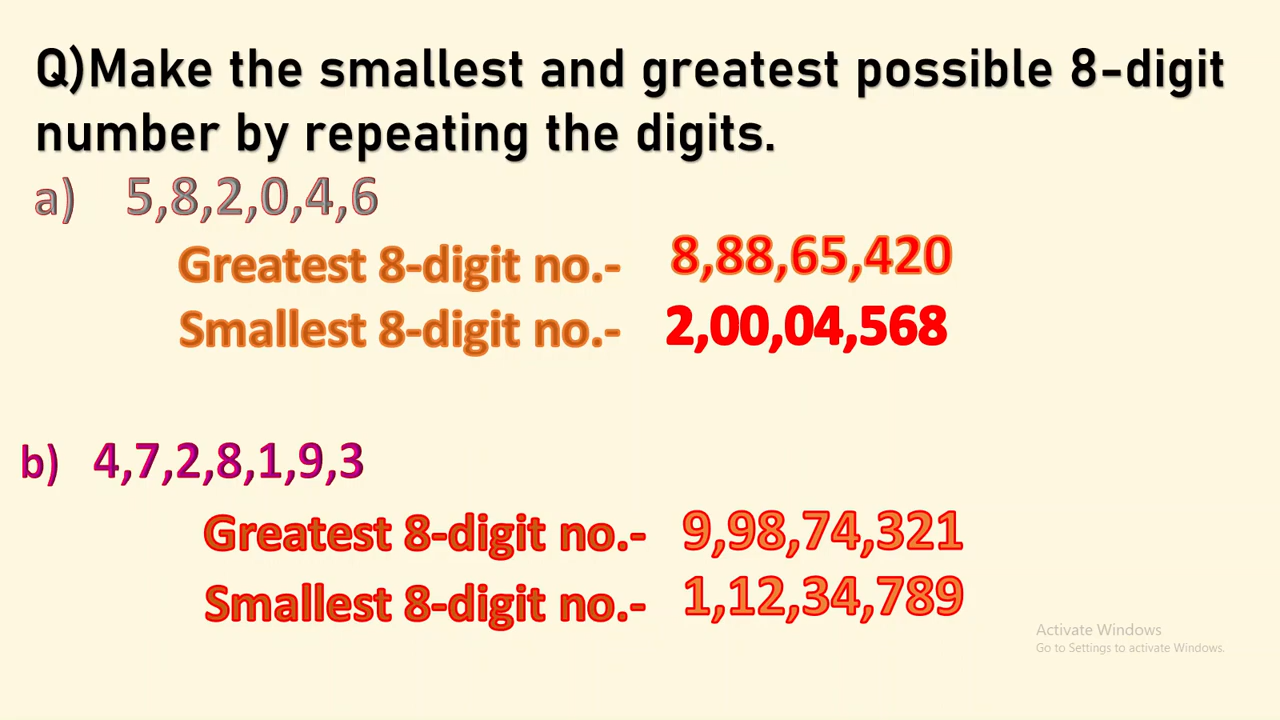 Q)Make the smallest and greatest possible 8-digit
number by repeating the digits.
a) 5,8,2,0,4,6
Greatest 8-digit no.- 8,88,65,420
Smallest 8-digit no.- 2,00,04,568
b) 4,7,2,8,1,9,3
Greatest 8-digit no.- 9,98,74,321
Smallest 8-digit no.- 1,12,34,789
Activate Windows
Go to Settings to activate Windows.